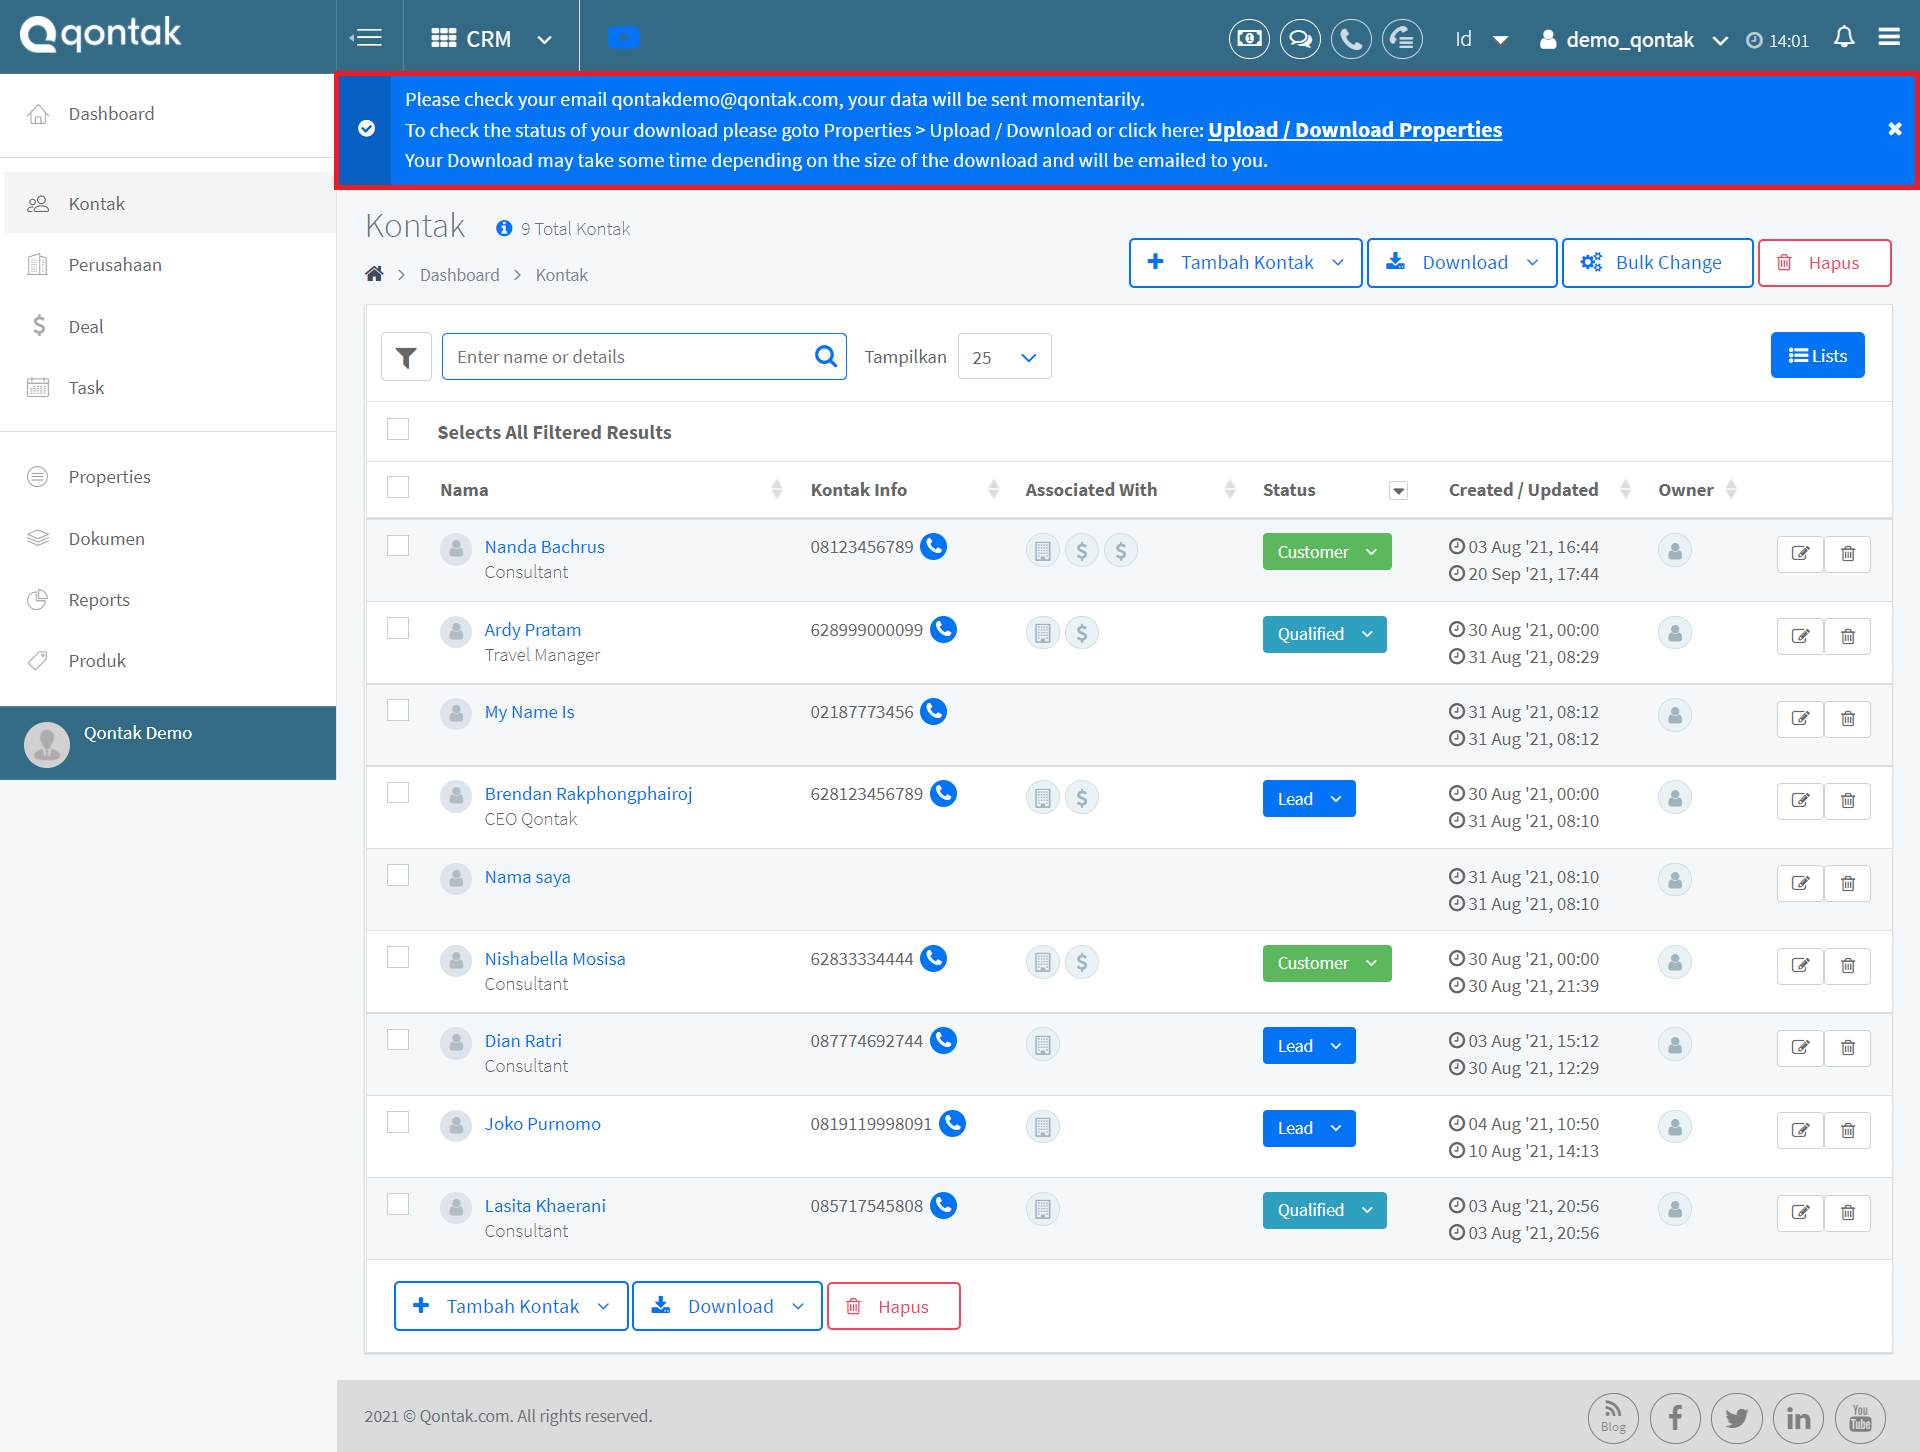 qontak
CRM
Id
demo_qontak
14:01
Please check your email qontakdemo@qontak.com, your data will be sent momentarily.
To check the status of your download please goto Properties > Upload / Download or click here: Upload / Download Properties
Your Download may take some time depending on the size of the download and will be emailed to you.
Dashboard
Kontak
Perusahaan
Deal
Task
Properties
Dokumen
Reports
Produk
Qontak Demo
Kontak
9 Total Kontak
Dashboard > Kontak
Tambah Kontak
Download
Bulk Change
Hapus
Enter name or details
Tampilkan
25
Lists
Selects All Filtered Results
Nama Kontak Info Associated With Status Created / Updated Owner
Nanda Bachrus 08123456789 Customer 03 Aug '21, 16:44
Consultant 20 Sep '21, 17:44
Ardy Pratam 628999000099 Qualified 30 Aug '21, 00:00
Travel Manager 31 Aug '21, 08:29
My Name Is 02187773456 31 Aug '21, 08:12
31 Aug '21, 08:12
Brendan Rakphongphairoj 628123456789 Lead 30 Aug '21, 00:00
CEO Qontak 31 Aug '21, 08:10
Nama saya 31 Aug '21, 08:10
31 Aug '21, 08:10
Nishabella Mosisa 62833334444 Customer 30 Aug '21, 00:00
Consultant 30 Aug '21, 21:39
Dian Ratri 087774692744 Lead 03 Aug '21, 15:12
Consultant 30 Aug '21, 12:29
Joko Purnomo 0819119998091 Lead 04 Aug '21, 10:50
10 Aug '21, 14:13
Lasita Khaerani 085717545808 Qualified 03 Aug '21, 20:56
Consultant 03 Aug '21, 20:56
Tambah Kontak
Download
Hapus
2021 © Qontak.com. All rights reserved.
Blog
You
Tube